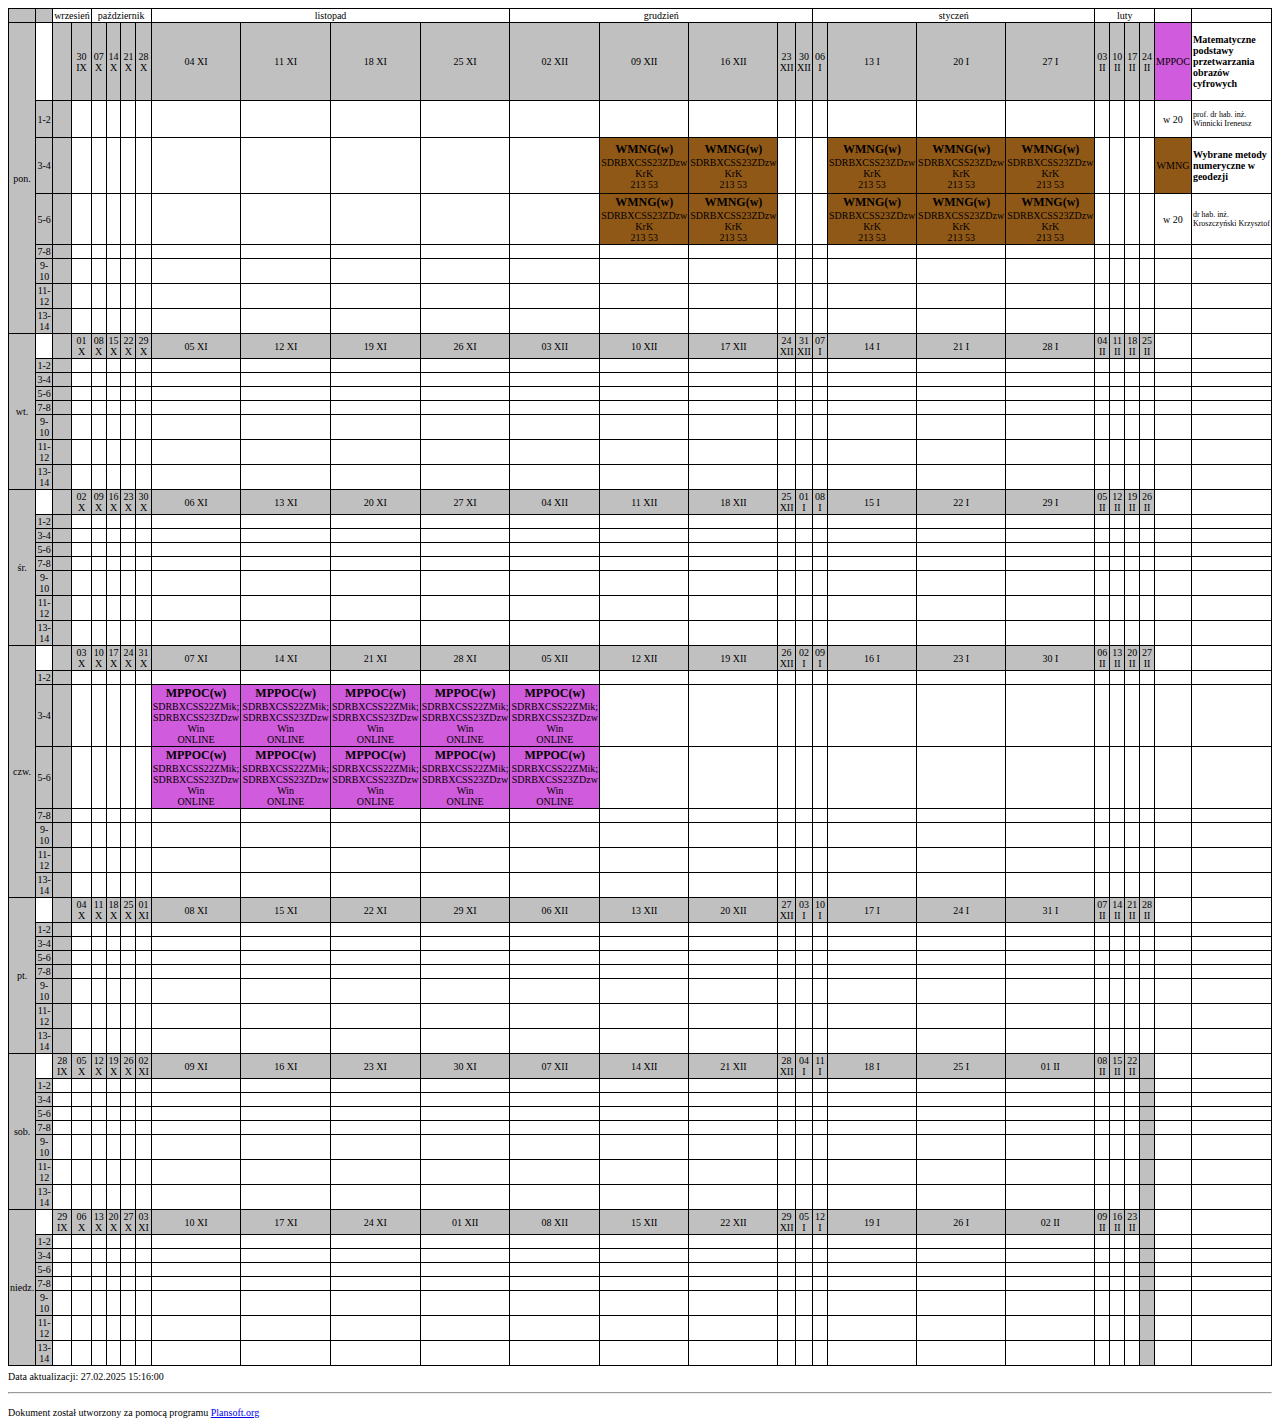 wrzesień październik listopad grudzień styczeń luty
pon. 30 IX 07 X 14 X 21 X 28 X 04 XI 11 XI 18 XI 25 XI 02 XII 09 XII 16 XII 23 XII 30 XII 06 I 13 I 20 I 27 I 03 II 10 II 17 II 24 II MPPOC Matematyczne podstawy przetwarzania obrazów cyfrowych
1-2 w 20 prof. dr hab. inż. Winnicki Ireneusz
3-4 WMNG(w) SDRBXCSS23ZDzw KrK 213 53 WMNG(w) SDRBXCSS23ZDzw KrK 213 53 WMNG(w) SDRBXCSS23ZDzw KrK 213 53 WMNG(w) SDRBXCSS23ZDzw KrK 213 53 WMNG(w) SDRBXCSS23ZDzw KrK 213 53 WMNG Wybrane metody numeryczne w geodezji
5-6 WMNG(w) SDRBXCSS23ZDzw KrK 213 53 WMNG(w) SDRBXCSS23ZDzw KrK 213 53 WMNG(w) SDRBXCSS23ZDzw KrK 213 53 WMNG(w) SDRBXCSS23ZDzw KrK 213 53 WMNG(w) SDRBXCSS23ZDzw KrK 213 53 w 20 dr hab. inż. Kroszczyński Krzysztof
7-8
9-10
11-12
13-14
wt. 01 X 08 X 15 X 22 X 29 X 05 XI 12 XI 19 XI 26 XI 03 XII 10 XII 17 XII 24 XII 31 XII 07 I 14 I 21 I 28 I 04 II 11 II 18 II 25 II
1-2
3-4
5-6
7-8
9-10
11-12
13-14
śr. 02 X 09 X 16 X 23 X 30 X 06 XI 13 XI 20 XI 27 XI 04 XII 11 XII 18 XII 25 XII 01 I 08 I 15 I 22 I 29 I 05 II 12 II 19 II 26 II
1-2
3-4
5-6
7-8
9-10
11-12
13-14
czw. 03 X 10 X 17 X 24 X 31 X 07 XI 14 XI 21 XI 28 XI 05 XII 12 XII 19 XII 26 XII 02 I 09 I 16 I 23 I 30 I 06 II 13 II 20 II 27 II
1-2
3-4 MPPOC(w) SDRBXCSS22ZMik; SDRBXCSS23ZDzw Win ONLINE MPPOC(w) SDRBXCSS22ZMik; SDRBXCSS23ZDzw Win ONLINE MPPOC(w) SDRBXCSS22ZMik; SDRBXCSS23ZDzw Win ONLINE MPPOC(w) SDRBXCSS22ZMik; SDRBXCSS23ZDzw Win ONLINE MPPOC(w) SDRBXCSS22ZMik; SDRBXCSS23ZDzw Win ONLINE
5-6 MPPOC(w) SDRBXCSS22ZMik; SDRBXCSS23ZDzw Win ONLINE MPPOC(w) SDRBXCSS22ZMik; SDRBXCSS23ZDzw Win ONLINE MPPOC(w) SDRBXCSS22ZMik; SDRBXCSS23ZDzw Win ONLINE MPPOC(w) SDRBXCSS22ZMik; SDRBXCSS23ZDzw Win ONLINE MPPOC(w) SDRBXCSS22ZMik; SDRBXCSS23ZDzw Win ONLINE
7-8
9-10
11-12
13-14
pt. 04 X 11 X 18 X 25 X 01 XI 08 XI 15 XI 22 XI 29 XI 06 XII 13 XII 20 XII 27 XII 03 I 10 I 17 I 24 I 31 I 07 II 14 II 21 II 28 II
1-2
3-4
5-6
7-8
9-10
11-12
13-14
sob. 28 IX 05 X 12 X 19 X 26 X 02 XI 09 XI 16 XI 23 XI 30 XI 07 XII 14 XII 21 XII 28 XII 04 I 11 I 18 I 25 I 01 II 08 II 15 II 22 II
1-2
3-4
5-6
7-8
9-10
11-12
13-14
niedz. 29 IX 06 X 13 X 20 X 27 X 03 XI 10 XI 17 XI 24 XI 01 XII 08 XII 15 XII 22 XII 29 XII 05 I 12 I 19 I 26 I 02 II 09 II 16 II 23 II
1-2
3-4
5-6
7-8
9-10
11-12
13-14
Data aktualizacji: 27.02.2025 15:16:00
Dokument został utworzony za pomocą programu Plansoft.org